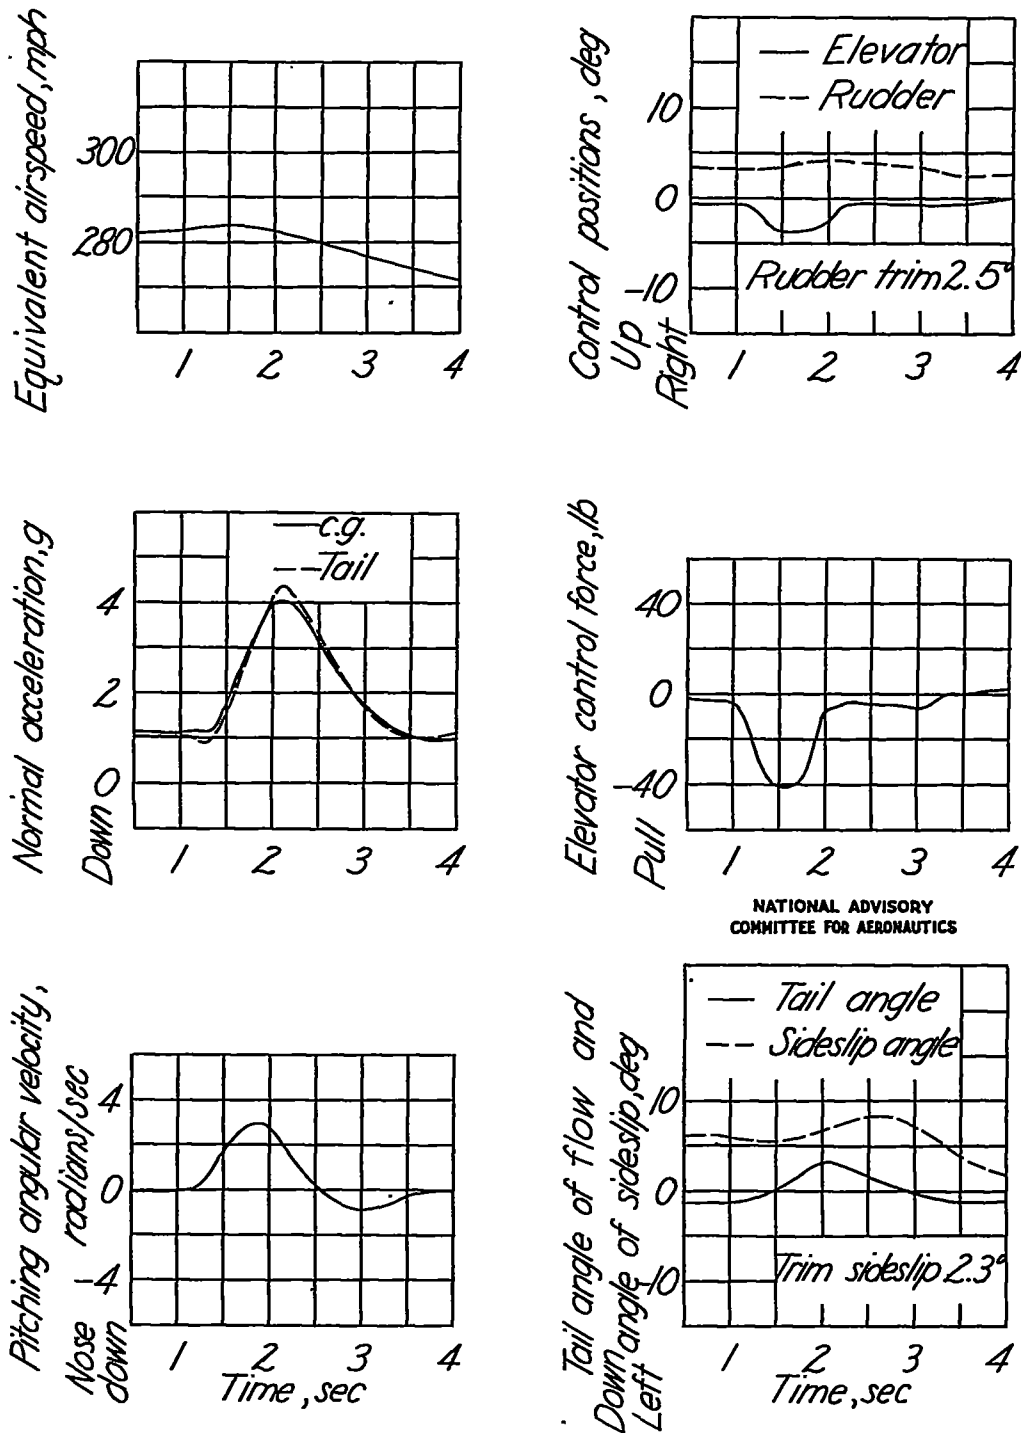 Equivalent airspeed, mph
300
280
1 2 3 4
Control positions, deg
Up
Right
10
0
-10
Elevator
Rudder
Rudder trim 2.5°
1 2 3 4
Normal acceleration, g
Down
4
2
0
c.g.
Tail
1 2 3 4
Elevator control force, lb
Pull
40
0
-40
1 2 3 4
NATIONAL ADVISORY
COMMITTEE FOR AERONAUTICS
Pitching angular velocity,
radians/sec
Nose
down
4
0
-4
1 2 3 4
Time, sec
Tail angle of flow and
Down angle of sideslip, deg
Left
10
0
-10
Tail angle
Sideslip angle
Trim sideslip 2.3°
1 2 3 4
Time, sec